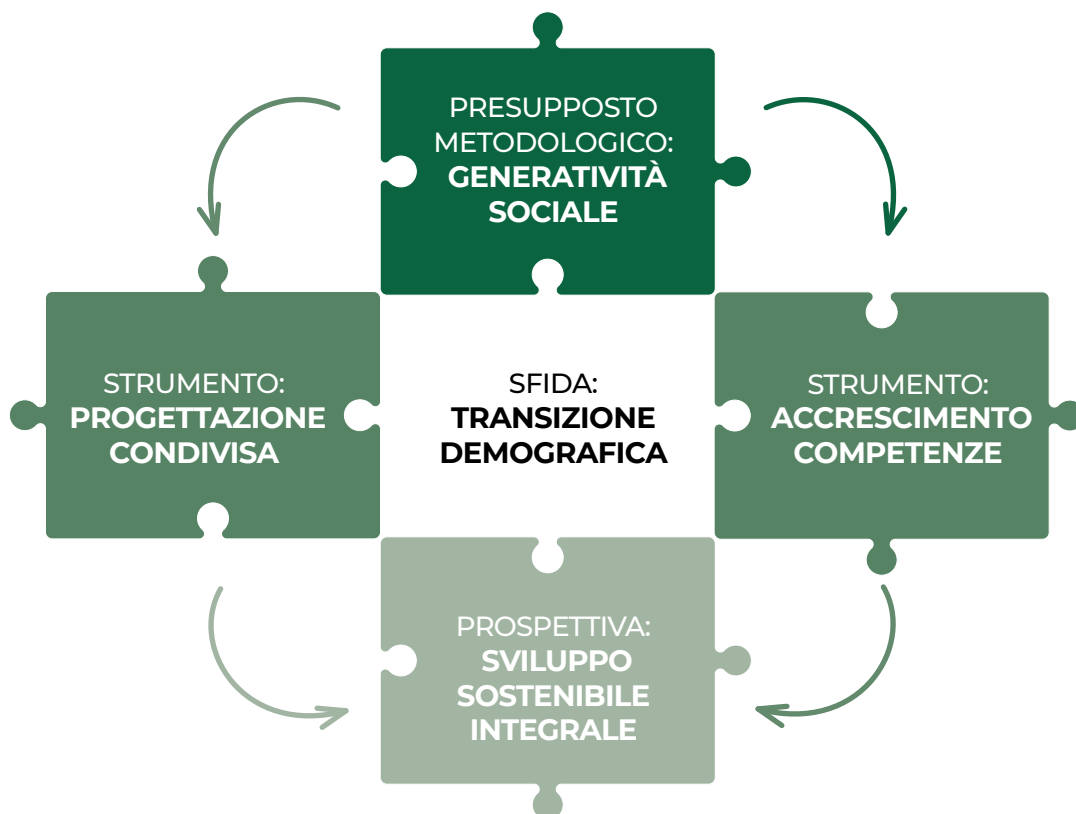 PRESUPPOSTO
METODOLOGICO:
GENERATIVITÀ
SOCIALE
STRUMENTO:
PROGETTAZIONE
CONDIVISA
SFIDA:
TRANSIZIONE
DEMOGRAFICA
STRUMENTO:
ACCRESCIMENTO
COMPETENZE
PROSPETTIVA:
SVILUPPO
SOSTENIBILE
INTEGRALE